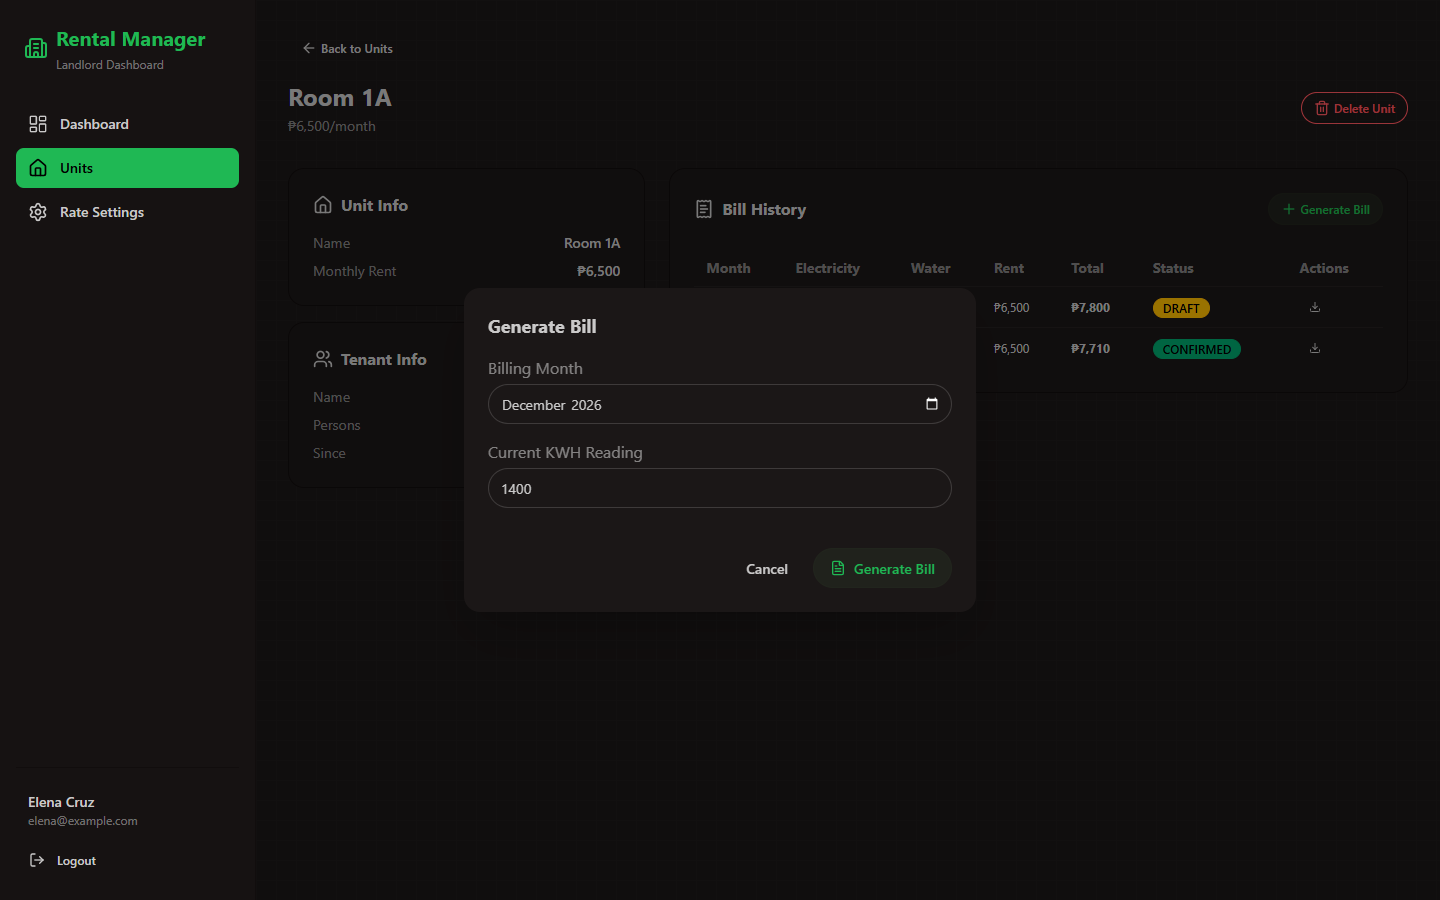 Rental Manager
Landlord Dashboard
Dashboard
Units
Rate Settings
Elena Cruz
elena@example.com
Logout
Back to Units
Room 1A
₱6,500/month
Delete Unit
Unit Info
Name Room 1A
Monthly Rent ₱6,500
Tenant Info
Name
Persons
Since
Bill History
Generate Bill
Month Electricity Water Rent Total Status Actions
₱6,500 ₱7,800 DRAFT
₱6,500 ₱7,710 CONFIRMED
Generate Bill
Billing Month
December 2026
Current KWH Reading
1400
Cancel Generate Bill